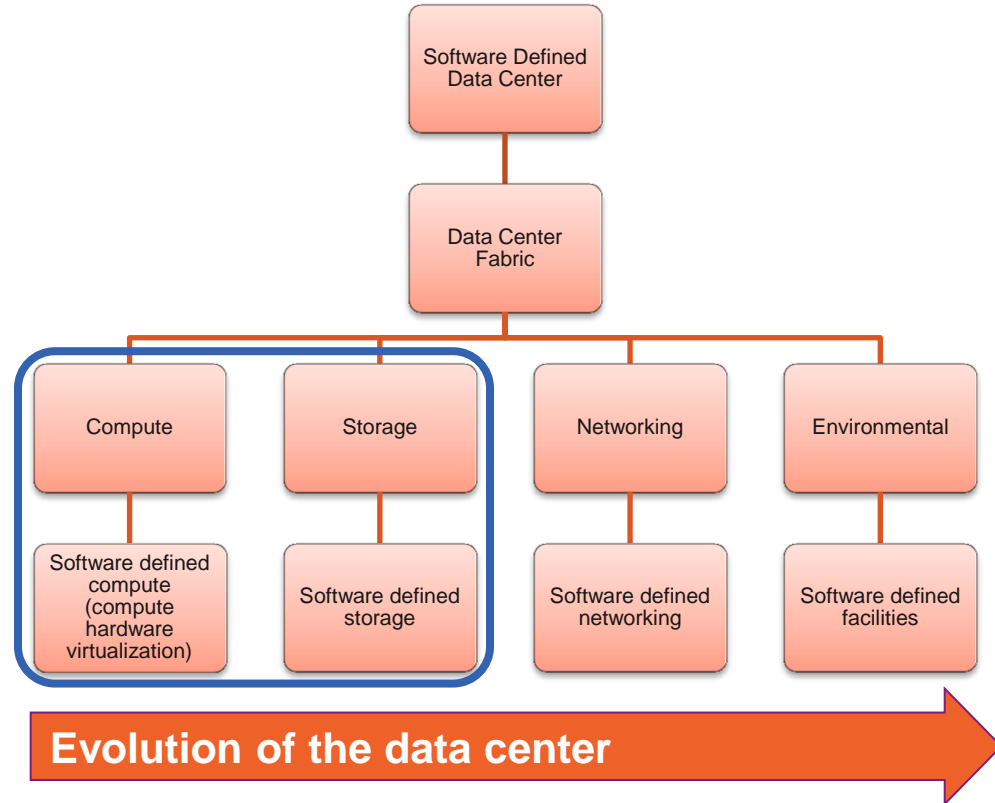 Software Defined
Data Center
Data Center
Fabric
Compute
Storage
Networking
Environmental
Software defined
compute
(compute
hardware
virtualization)
Software defined
storage
Software defined
networking
Software defined
facilities
Evolution of the data center